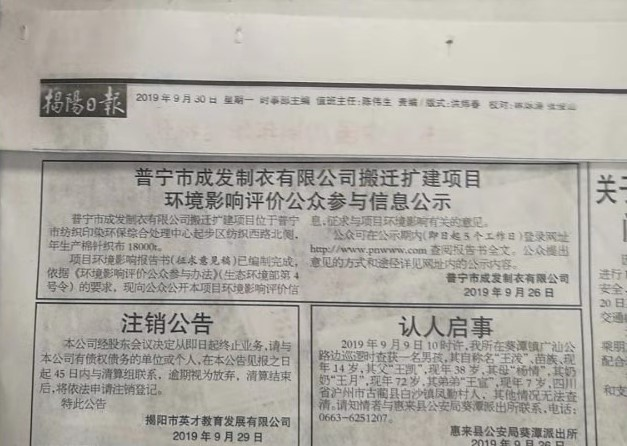 揭陽日報
2019年9月30日 星期一 时事部主编 值班主任:陈伟生 责编/版式:洪烯春 校对:
普宁市成发制衣有限公司搬迁扩建项目
环境影响评价公众参与信息公示
普宁市成发制衣有限公司搬迁扩建项目位于普宁
市纺织印染环保综合处理中心起步区纺织西路北侧,
年生产棉针织布18000t。
项目环境影响报告书(征求意见稿)已编制完成,
依据《环境影响评价公众参与办法》(生态环境部第4
号令)的要求，现向公众公开本项目环境影响评价信
息,征求与项目环境影响有关的意见。
公众可在公示期内(即日起5个工作日)登录网址
http://www.pnwww.com查阅报告书全文，公众提出
意见的方式和途径详见网址内的公示内容。
普宁市成发制衣有限公司
2019年9月26日
注销公告
本公司经股东会议决定从即日起终止业务,请与
本公司有债权债务的单位或个人,在本公告见报之日
起45日内与清算组联系，逾期视为放弃，清算结束
后,将依法申请注销登记。
特此公告
揭阳市英才教育发展有限公司
2019年9月29日
认人启事
2019年9月9日10时许,我所在葵潭镇广汕公
路边巡逻时查获一名男孩,其自称名“王茂”,苗族,现
年14岁,其父“王凯”,现年38岁,其母“杨情”,其奶
奶“王月”,现年72岁,其弟弟“王宣”,现年7岁,四川
省泸州市古蔺县白沙镇凤勤村人，其他情况无法查
清。请知情者与惠来县公安局葵潭派出所联系,电话:
0663-6251207。
惠来县公安局葵潭派出所
2019年9月26日
关